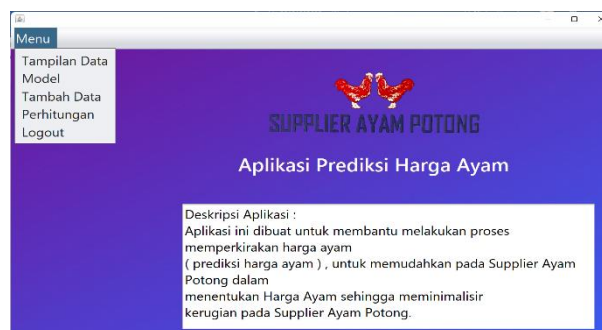 Menu
Tampilan Data
Model
Tambah Data
Perhitungan
Logout
SUPPLIER AYAM POTONG
Aplikasi Prediksi Harga Ayam
Deskripsi Aplikasi :
Aplikasi ini dibuat untuk membantu melakukan proses
memperkirakan harga ayam
( prediksi harga ayam ) , untuk memudahkan pada Supplier Ayam
Potong dalam
menentukan Harga Ayam sehingga meminimalisir
kerugian pada Supplier Ayam Potong.